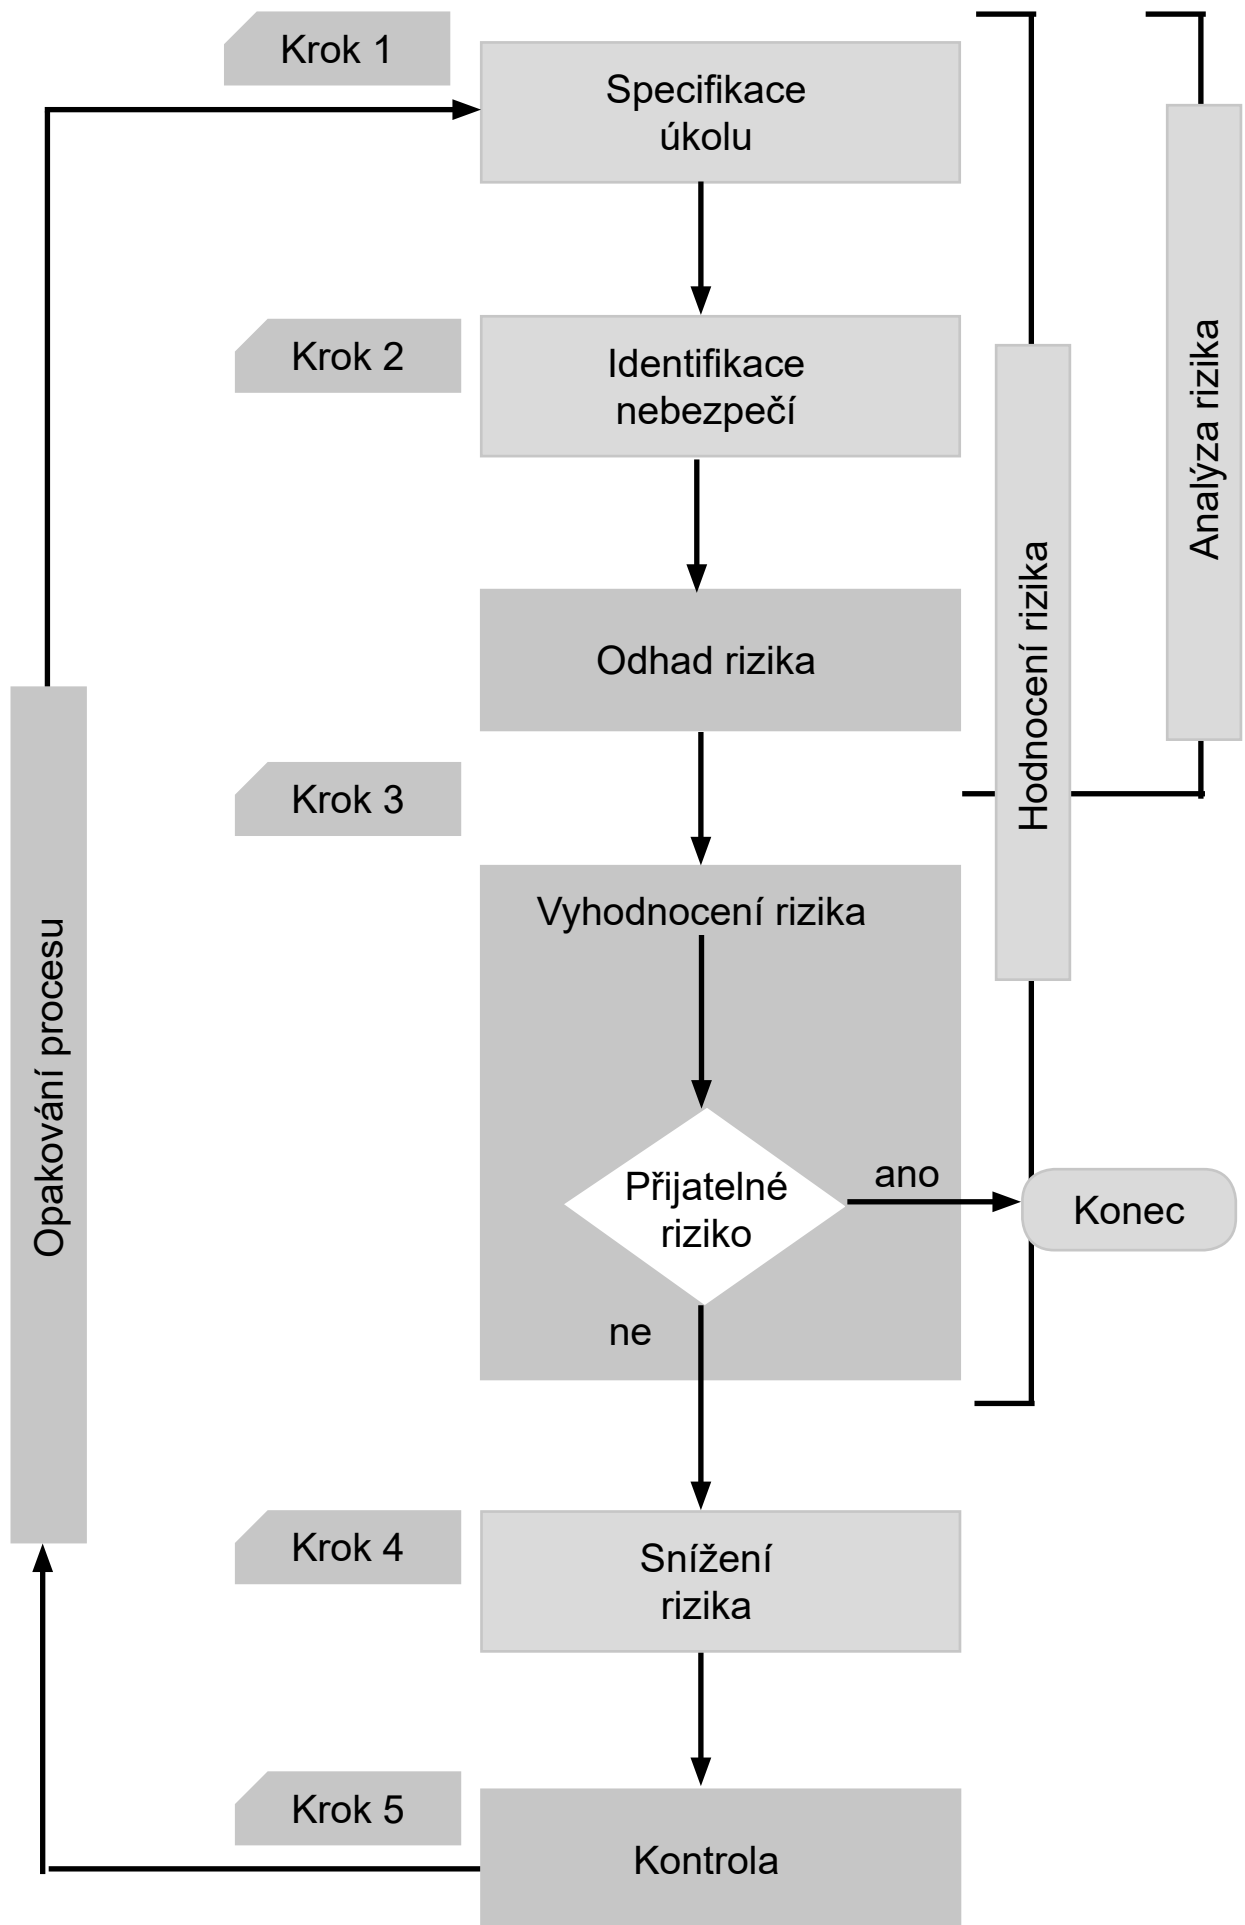 Krok 1
Specifikace
úkolu
Krok 2
Identifikace
nebezpečí
Odhad rizika
Krok 3
Vyhodnocení rizika
Přijatelné
riziko
ano
Konec
ne
Krok 4
Snížení
rizika
Krok 5
Kontrola
Opakování procesu
Hodnocení rizika
Analýza rizika